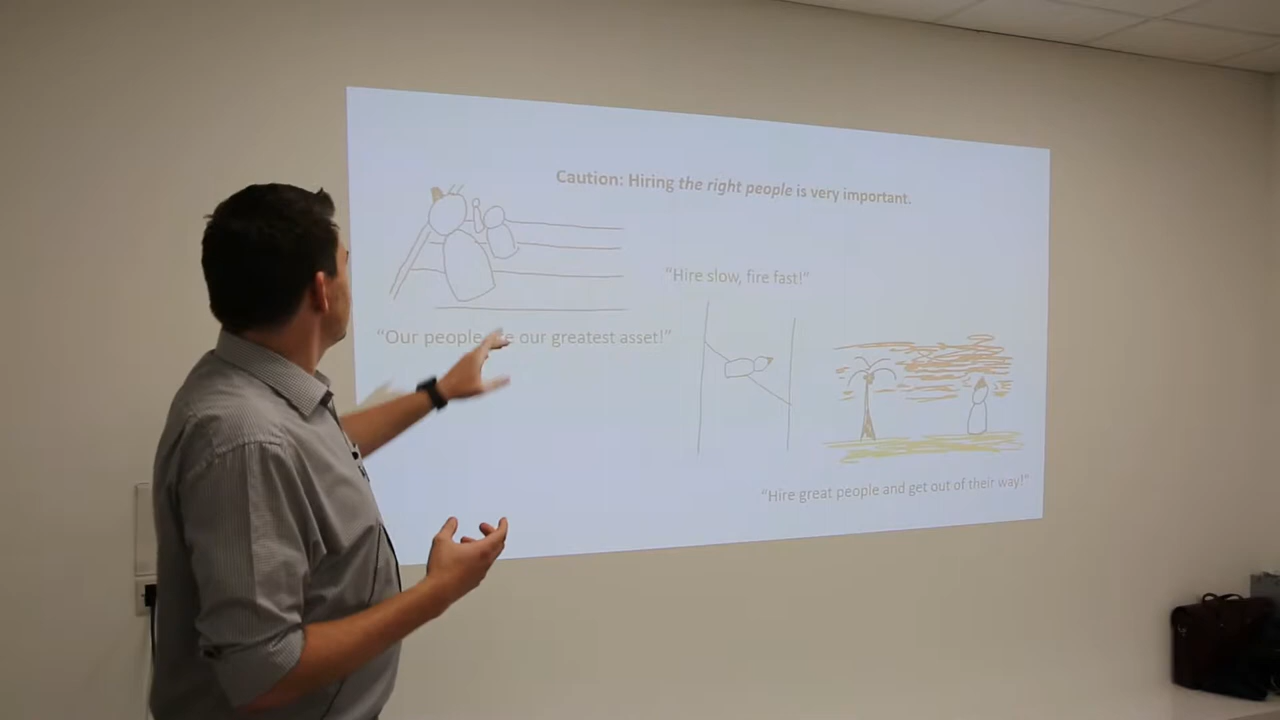 Caution: Hiring the right people is very important.
"Hire slow, fire fast!"
"Our people our greatest asset!"
"Hire great people and get out of their way!"